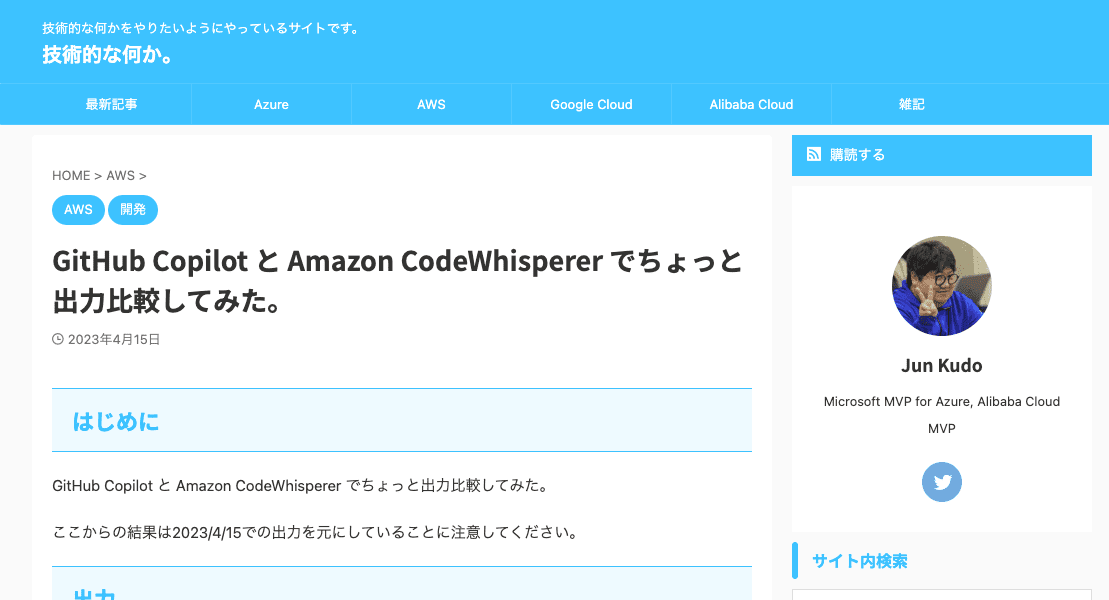 技術的な何かをやりたいようにやっているサイトです。
技術的な何か。
最新記事
Azure
AWS
Google Cloud
Alibaba Cloud
雑記
HOME > AWS >
AWS
開発
GitHub Copilot と Amazon CodeWhisperer でちょっと
出力比較してみた。
2023年4月15日
はじめに
GitHub Copilot と Amazon CodeWhisperer でちょっと出力比較してみた。
ここからの結果は2023/4/15での出力を元にしていることに注意してください。
出力
購読する
Jun Kudo
Microsoft MVP for Azure, Alibaba Cloud
MVP
サイト内検索